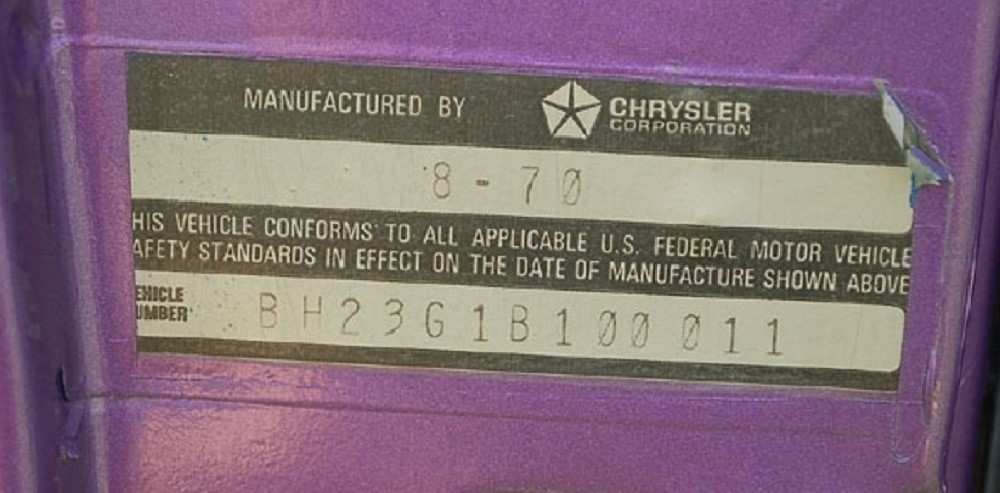 MANUFACTURED BY CHRYSLER
CORPORATION
8-70
HIS VEHICLE CONFORMS TO ALL APPLICABLE U.S. FEDERAL MOTOR VEHICLE
AFETY STANDARDS IN EFFECT ON THE DATE OF MANUFACTURE SHOWN ABOVE
EHICLE
UMBER
BH23G1B100011